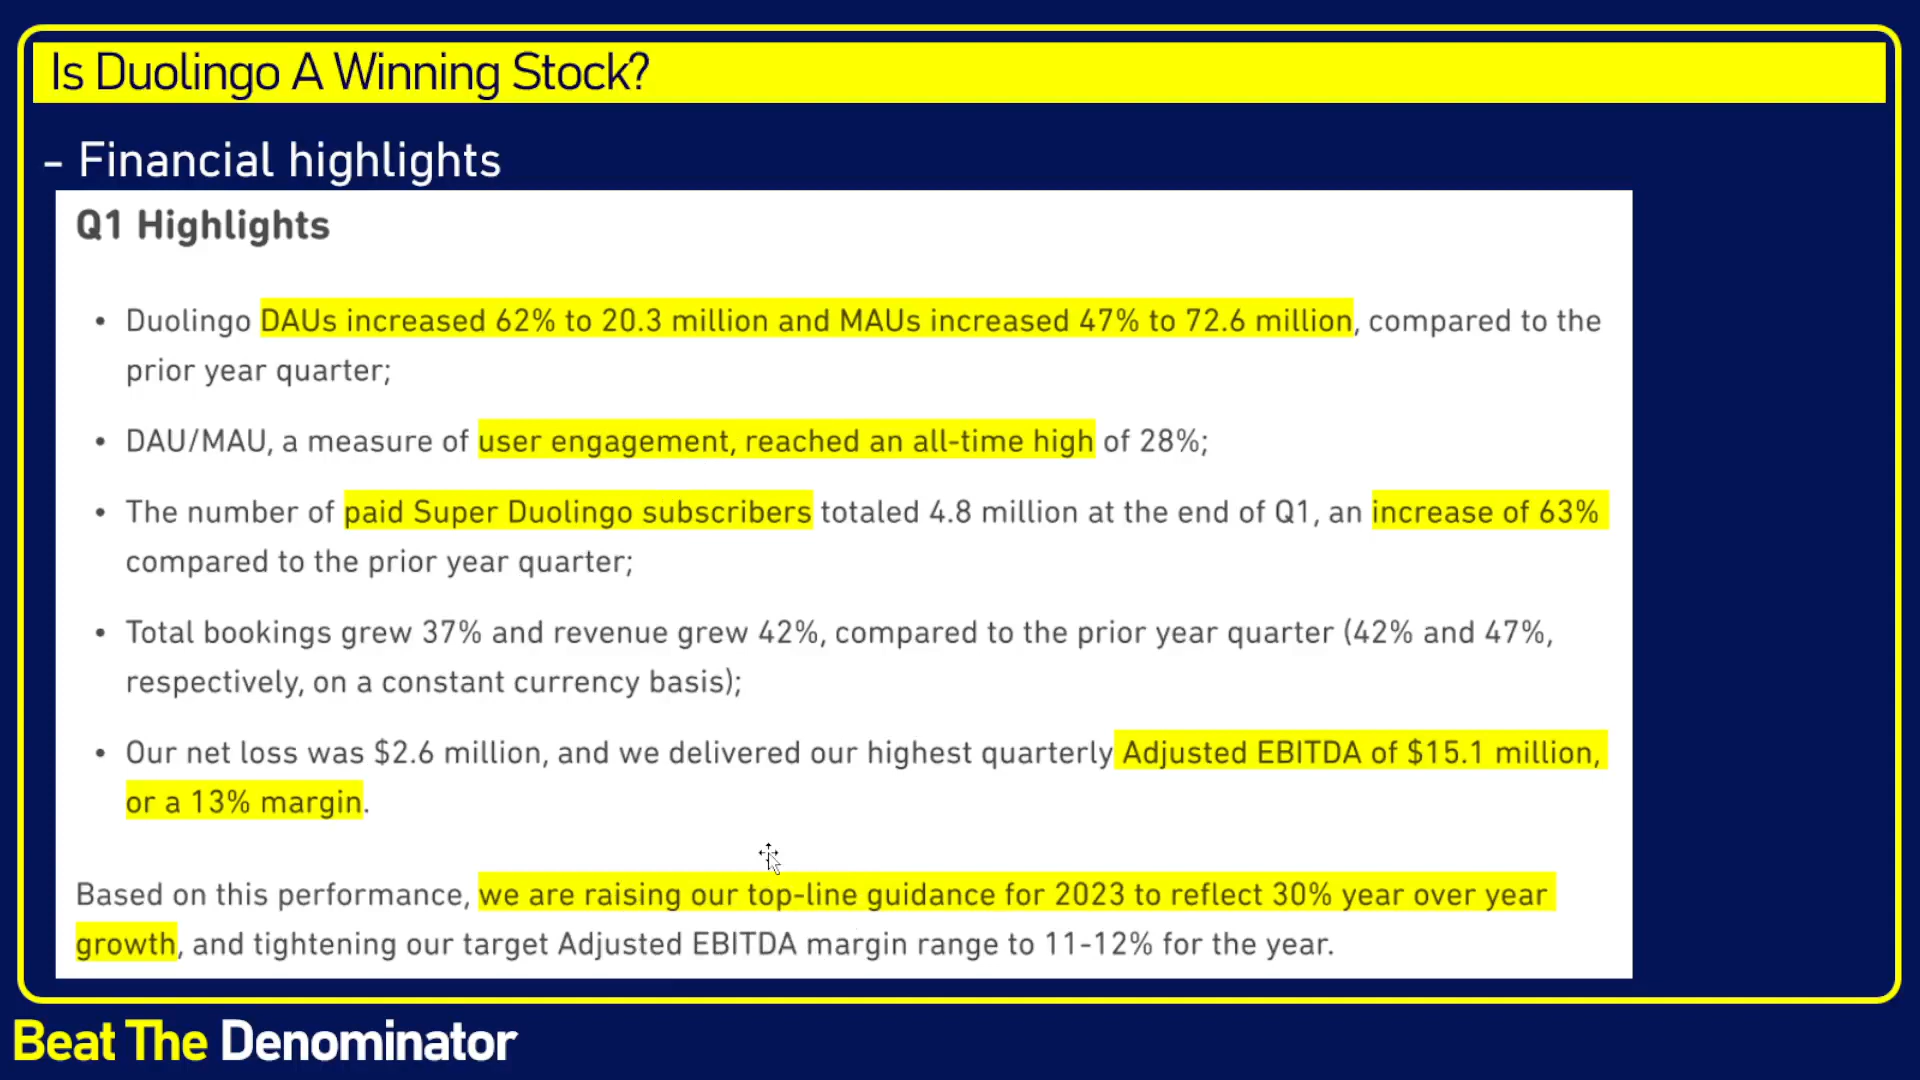 Is Duolingo A Winning Stock?
- Financial highlights
Q1 Highlights
• Duolingo DAUs increased 62% to 20.3 million and MAUs increased 47% to 72.6 million, compared to the
prior year quarter;
• DAU/MAU, a measure of user engagement, reached an all-time high of 28%;
• The number of paid Super Duolingo subscribers totaled 4.8 million at the end of Q1, an increase of 63%
compared to the prior year quarter;
• Total bookings grew 37% and revenue grew 42%, compared to the prior year quarter (42% and 47%,
respectively, on a constant currency basis);
• Our net loss was $2.6 million, and we delivered our highest quarterly Adjusted EBITDA of $15.1 million,
or a 13% margin.
Based on this performance, we are raising our top-line guidance for 2023 to reflect 30% year over year
growth, and tightening our target Adjusted EBITDA margin range to 11-12% for the year.
Beat The Denominator